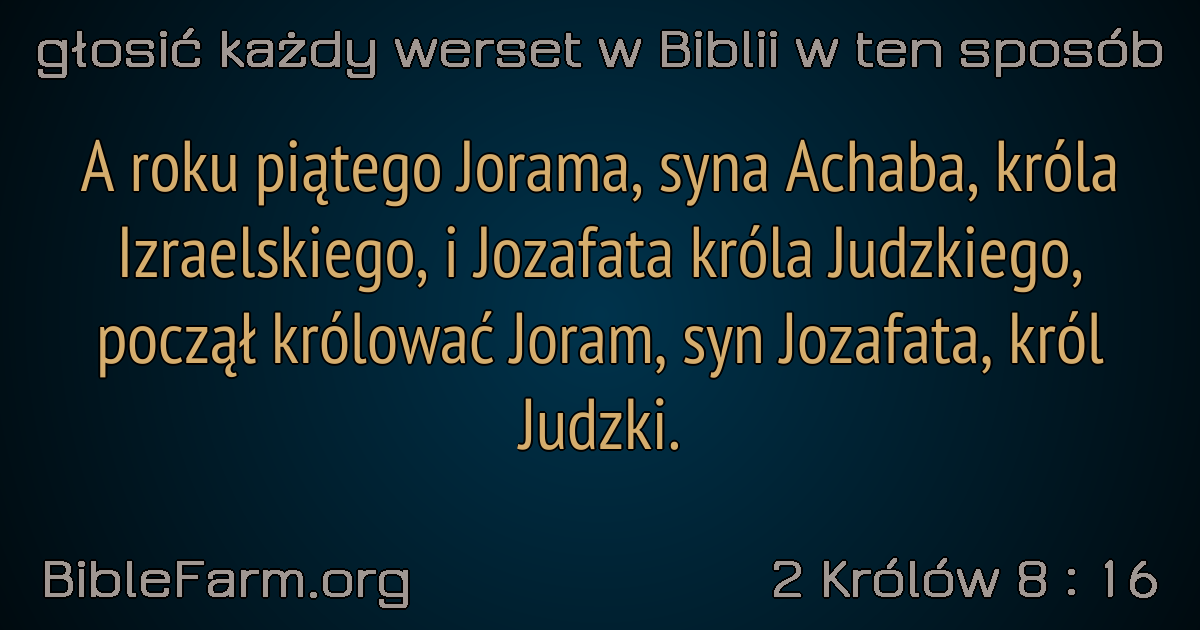 głosić każdy werset w Biblii w ten sposób
A roku piątego Jorama, syna Achaba, króla
Izraelskiego, i Jozafata króla Judzkiego,
począł królować Joram, syn Jozafata, król
Judzki.
BibleFarm.org
2 Królów 8 : 16